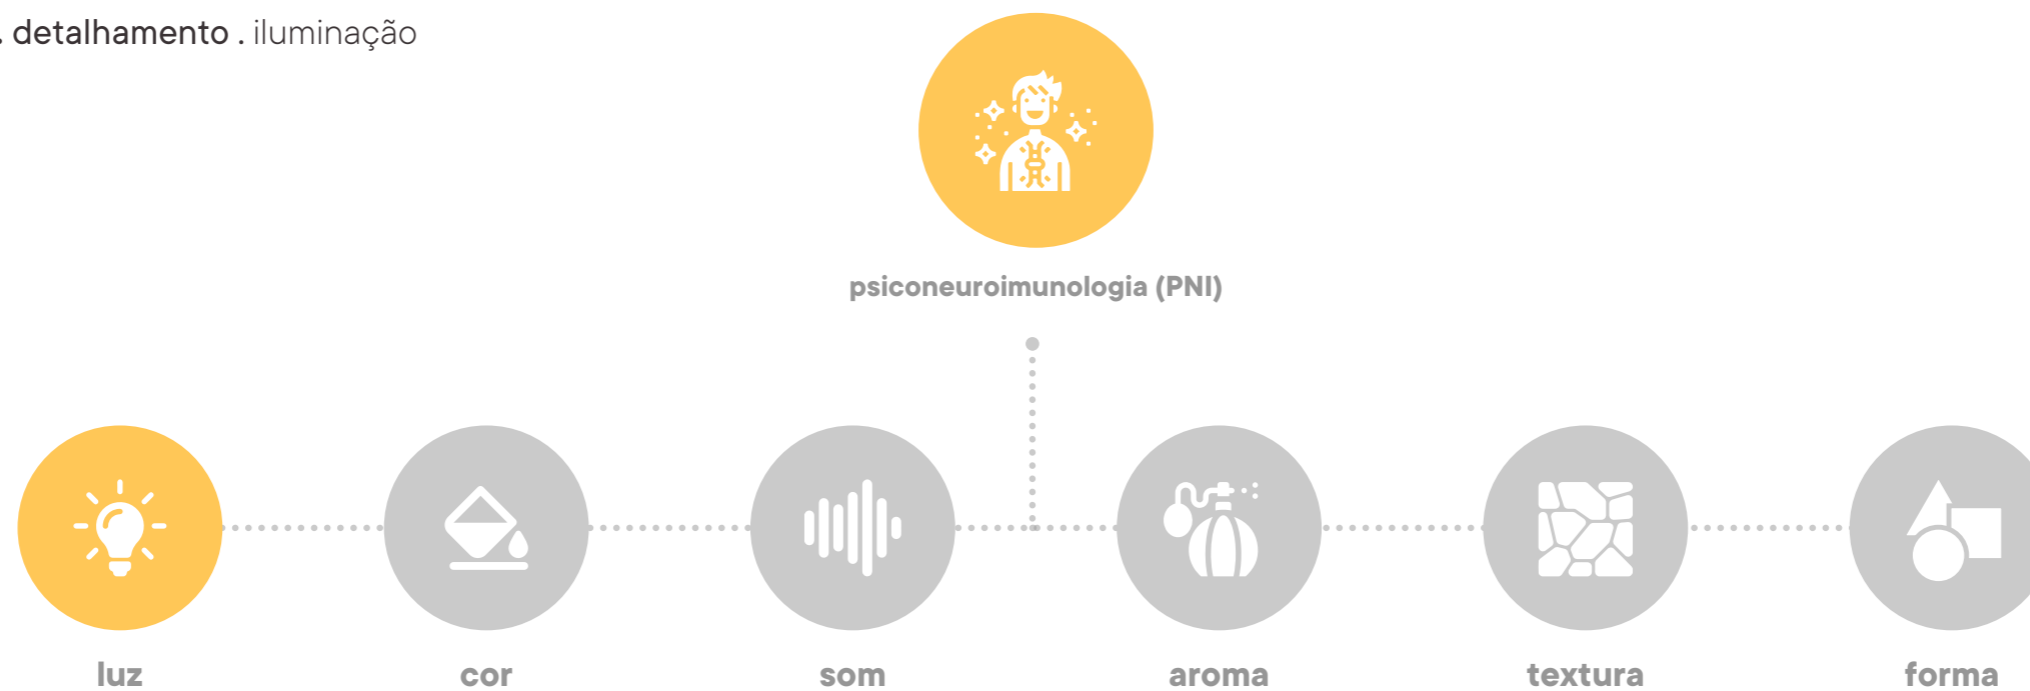 . detalhamento . iluminação
psiconeuroimunologia (PNI)
luz cor som aroma textura forma